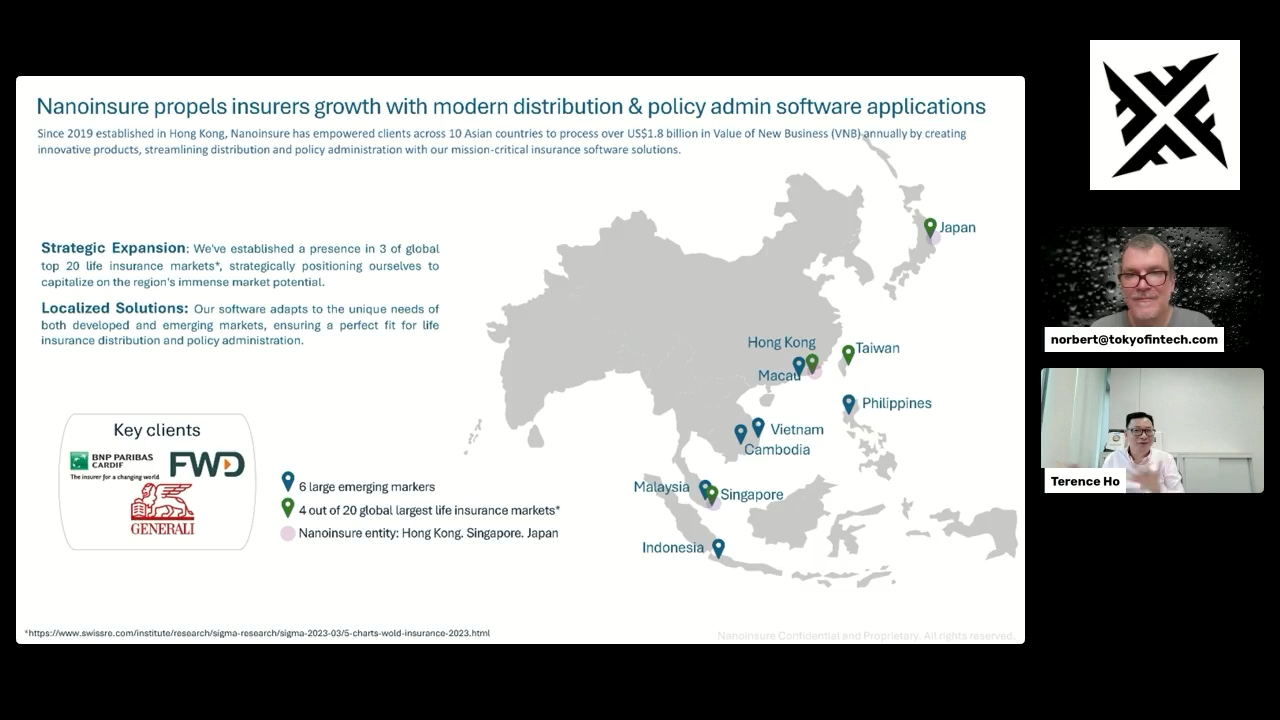 Nanoinsure propels insurers growth with modern distribution & policy admin software applications
Since 2019 established in Hong Kong, Nanoinsure has empowered clients across 10 Asian countries to process over US$1.8 billion in Value of New Business (VNB) annually by creating
innovative products, streamlining distribution and policy administration with our mission-critical insurance software solutions.
Strategic Expansion: We've established a presence in 3 of global
top 20 life insurance markets*, strategically positioning ourselves to
capitalize on the region's immense market potential.
Localized Solutions: Our software adapts to the unique needs of
both developed and emerging markets, ensuring a perfect fit for life
insurance distribution and policy administration.
Key clients
BNP PARIBAS
CARDIF
The insurer for a changing world
FWD
GENERALI
6 large emerging markers
4 out of 20 global largest life insurance markets*
Nanoinsure entity: Hong Kong. Singapore. Japan
Japan
Hong Kong
Taiwan
Macau
Philippines
Vietnam
Cambodia
Malaysia
Singapore
Indonesia
*https://www.swissre.com/institute/research/sigma-research/sigma-2023-03/5-charts-wold-insurance-2023.html
Nanoinsure Confidential and Proprietary. All rights reserved.
norbert@tokyofintech.com
Terence Ho